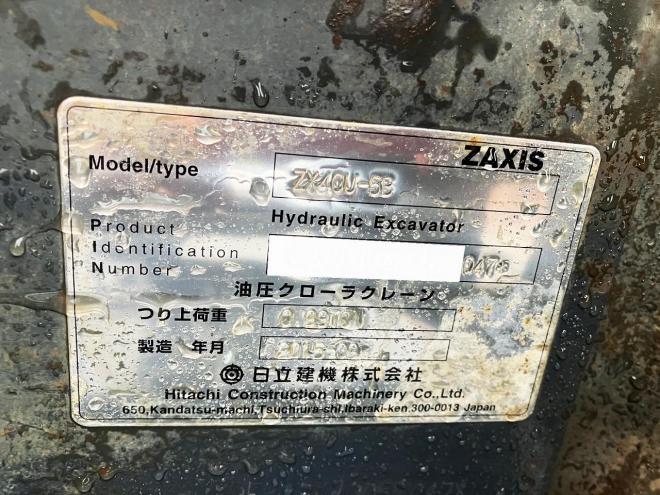 ZAXIS
Model/type ZX40U-5B
Hydraulic Excavator
Product
Identification
Number
油圧クローラクレーン
つり上荷重
製造 年月
日立建機株式会社
Hitachi Construction Machinery Co.,Ltd.
650,Kandatsu-machi,Tsuchiura-shi,Ibaraki-ken,300-0013 Japan